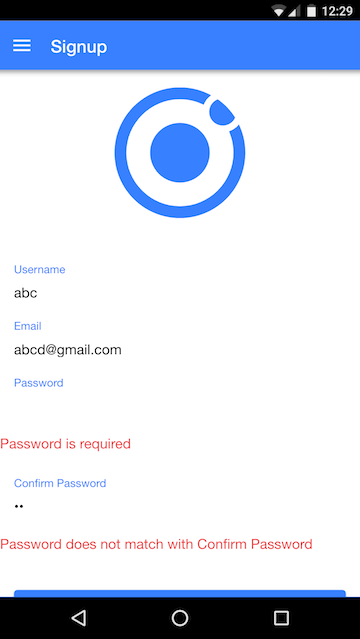 12:29
Signup
Username
abc
Email
abcd@gmail.com
Password
Password is required
Confirm Password
••
Password does not match with Confirm Password